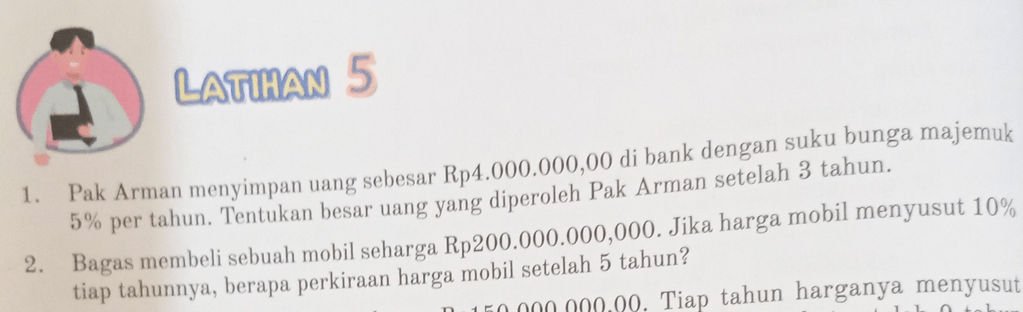 LATIHAN 5
1. Pak Arman menyimpan uang sebesar Rp4.000.000,00 di bank dengan suku bunga majemuk
5% per tahun. Tentukan besar uang yang diperoleh Pak Arman setelah 3 tahun.
2. Bagas membeli sebuah mobil seharga Rp200.000.000,000. Jika harga mobil menyusut 10%
tiap tahunnya, berapa perkiraan harga mobil setelah 5 tahun?
000.000,00. Tiap tahun harganya menyusut